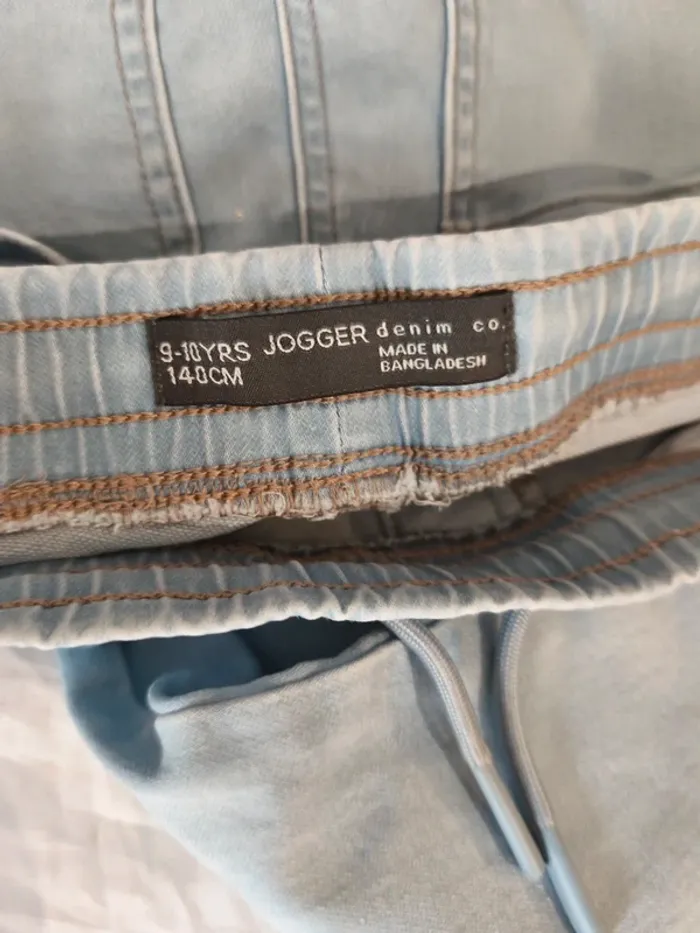 9-10YRS JOGGER denim co.
140CM
MADE IN
BANGLADESH